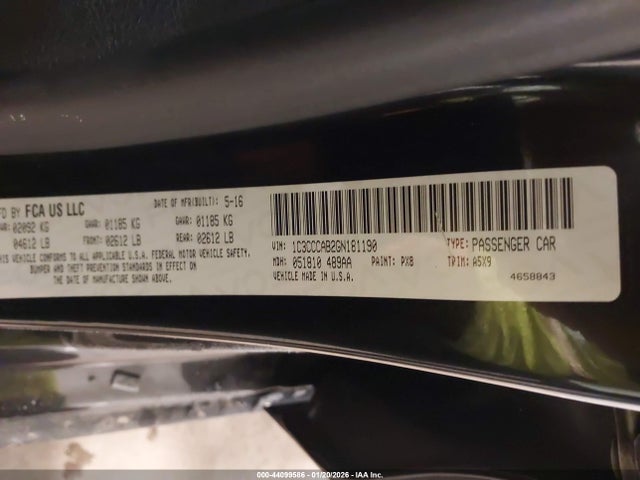 FD BY FCA US LLC DATE OF MFR(BUILT): 5-16
02092 KG GAWR: 01185 KG GAWR: 01185 KG
04612 LB FRONT: 02612 LB REAR: 02612 LB
THIS VEHICLE CONFORMS TO ALL APPLICABLE U.S.A. FEDERAL MOTOR VEHICLE SAFETY,
BUMPER AND THEFT PREVENTION STANDARDS IN EFFECT ON
THE DATE OF MANUFACTURE SHOWN ABOVE.
VIN: 1C3CCCAB2GN181190 TYPE: PASSENGER CAR
MDH: 051810 489AA PAINT: PX8 TRIM: A5X9
VEHICLE MADE IN U.S.A. 4658843
000-44099586 - 01/20/2026 - IAA Inc.